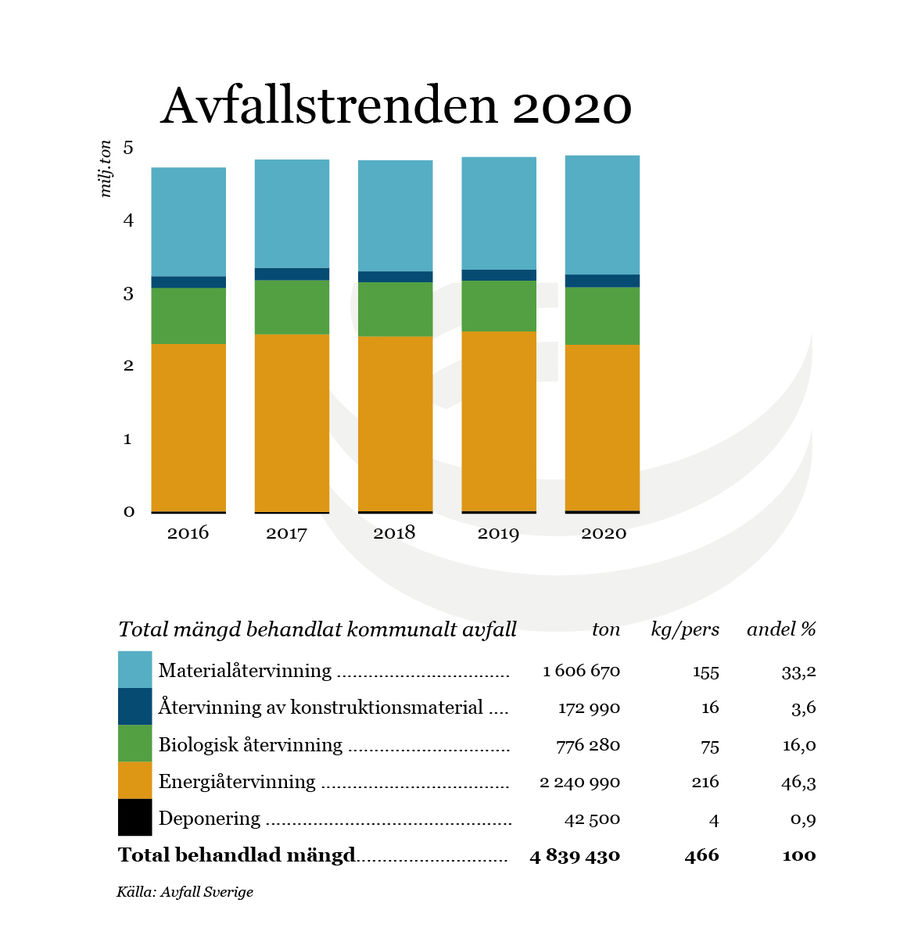 Avfallstrenden 2020
milj.ton
5
4
3
2
1
0
2016 2017 2018 2019 2020
Total mängd behandlat kommunalt avfall ton kg/pers andel %
Materialåtervinning ................................. 1 606 670 155 33,2
Återvinning av konstruktionsmaterial .... 172 990 16 3,6
Biologisk återvinning ............................... 776 280 75 16,0
Energiåtervinning .................................... 2 240 990 216 46,3
Deponering ............................................... 42 500 4 0,9
Total behandlad mängd............................. 4 839 430 466 100
Källa: Avfall Sverige